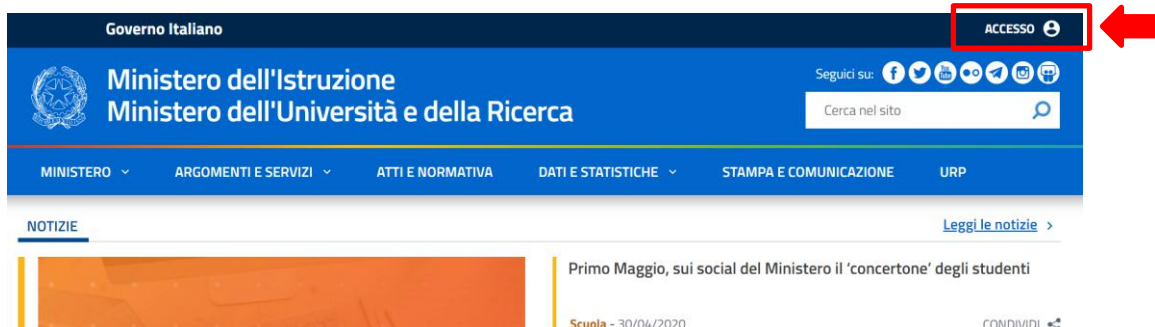 Governo Italiano
ACCESSO
Ministero dell'Istruzione
Ministero dell'Università e della Ricerca
Seguici su:
Cerca nel sito
MINISTERO ARGOMENTI E SERVIZI ATTI E NORMATIVA DATI E STATISTICHE STAMPA E COMUNICAZIONE URP
NOTIZIE
Leggi le notizie
Primo Maggio, sui social del Ministero il ‘concertone’ degli studenti
Scuola - 30/04/2020
CONDIVIDI